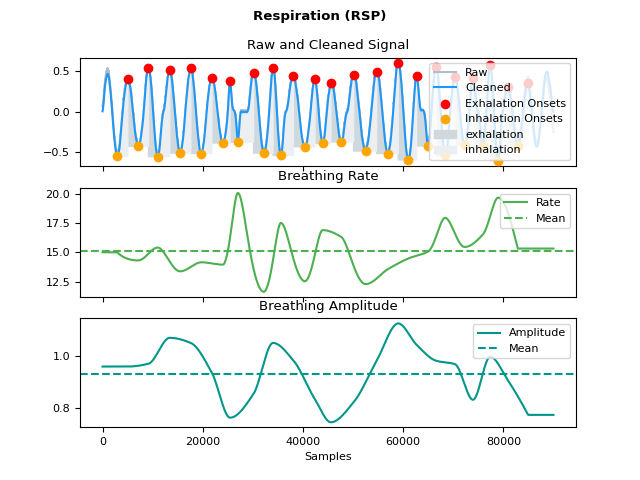 Respiration (RSP)
Raw and Cleaned Signal
0.5
0.0
−0.5
Raw
Cleaned
Exhalation Onsets
Inhalation Onsets
exhalation
inhalation
Breathing Rate
20.0
17.5
15.0
12.5
Rate
Mean
Breathing Amplitude
1.0
0.8
Amplitude
Mean
0 20000 40000 60000 80000
Samples